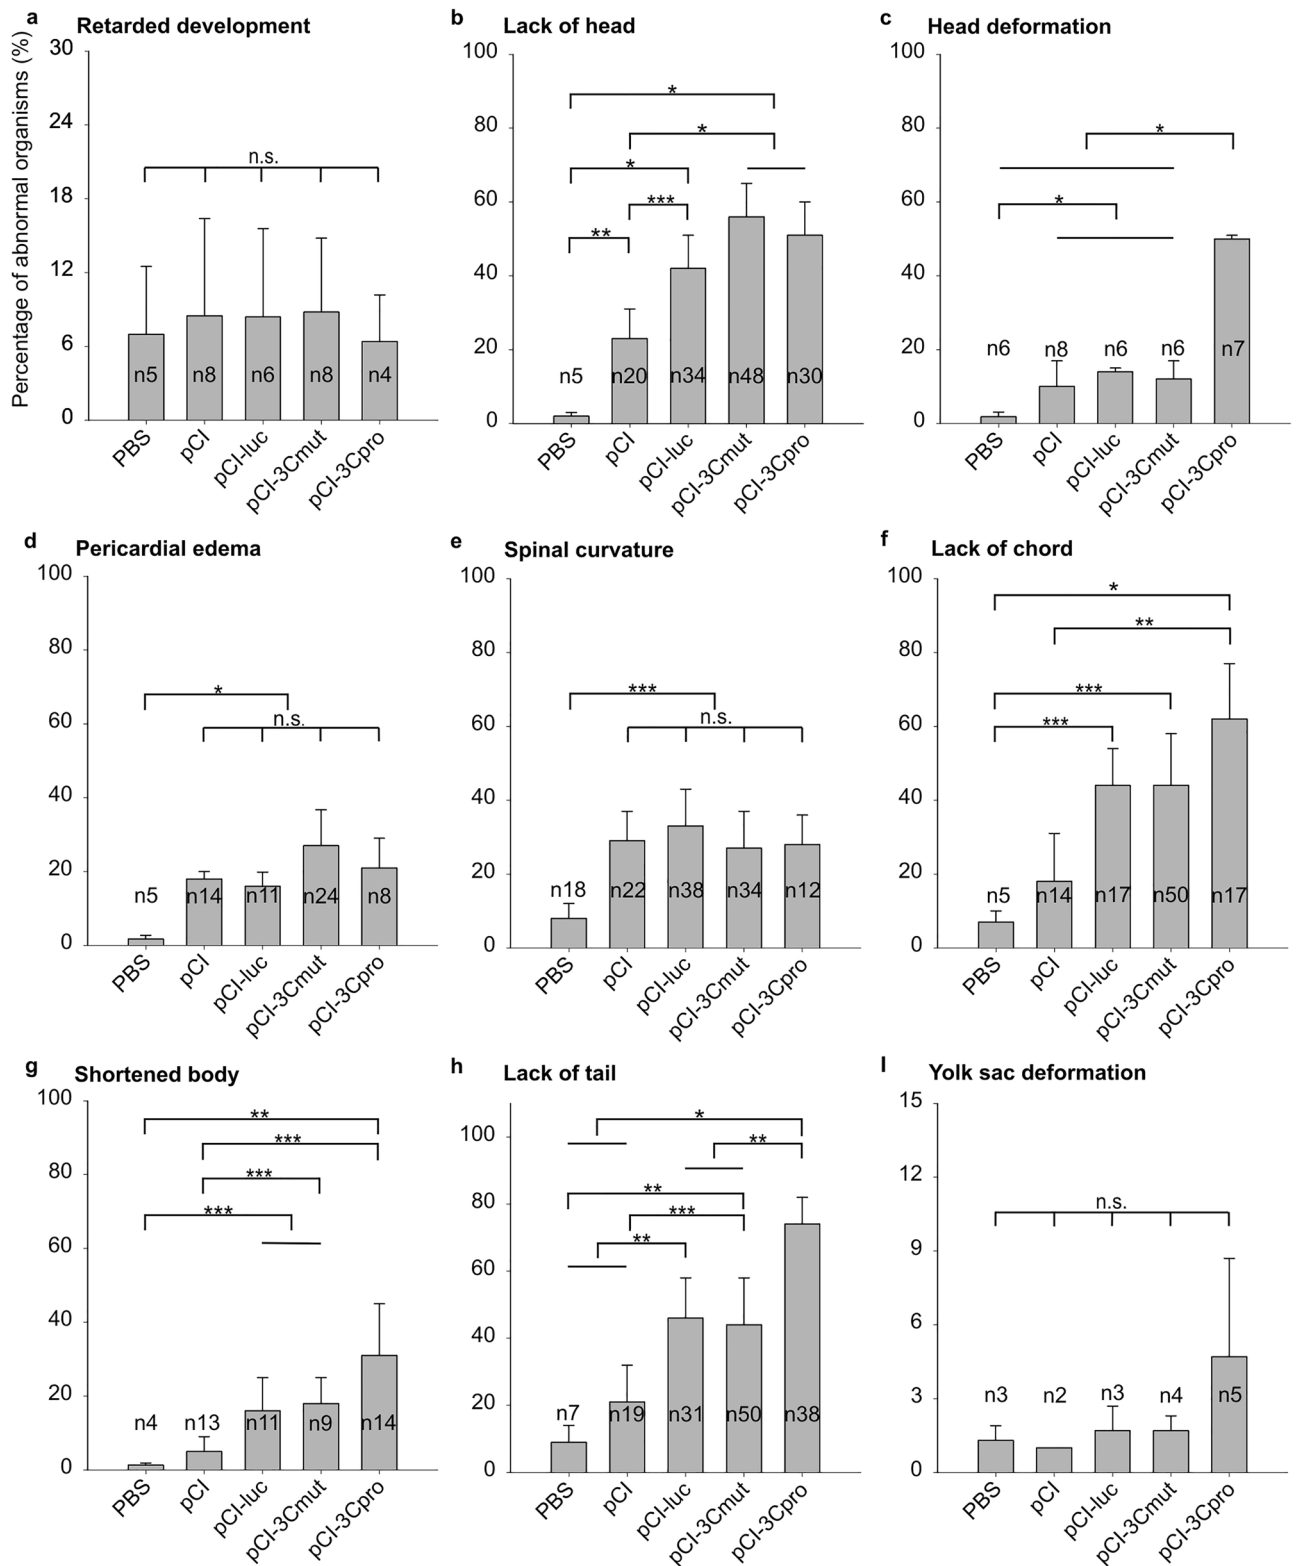 a Retarded development
Percentage of abnormal organisms (%)
30
24
18
12
6
0
n.s.
n5 n8 n6 n8 n4
PBS pCI pCI-luc pCI-3Cmut pCI-3Cpro
b Lack of head
100
80
60
40
20
0
*
*
*
***
**
n5 n20 n34 n48 n30
PBS pCI pCI-luc pCI-3Cmut pCI-3Cpro
c Head deformation
100
80
60
40
20
0
*
*
n6 n8 n6 n6 n7
PBS pCI pCI-luc pCI-3Cmut pCI-3Cpro
d Pericardial edema
100
80
60
40
20
0
*
n.s.
n5 n14 n11 n24 n8
PBS pCI pCI-luc pCI-3Cmut pCI-3Cpro
e Spinal curvature
100
80
60
40
20
0
***
n.s.
n18 n22 n38 n34 n12
PBS pCI pCI-luc pCI-3Cmut pCI-3Cpro
f Lack of chord
100
80
60
40
20
0
*
**
***
***
n5 n14 n17 n50 n17
PBS pCI pCI-luc pCI-3Cmut pCI-3Cpro
g Shortened body
100
80
60
40
20
0
**
***
***
***
n4 n13 n11 n9 n14
PBS pCI pCI-luc pCI-3Cmut pCI-3Cpro
h Lack of tail
100
80
60
40
20
0
*
**
**
***
**
n7 n19 n31 n50 n38
PBS pCI pCI-luc pCI-3Cmut pCI-3Cpro
I Yolk sac deformation
15
12
9
6
3
0
n.s.
n3 n2 n3 n4 n5
PBS pCI pCI-luc pCI-3Cmut pCI-3Cpro